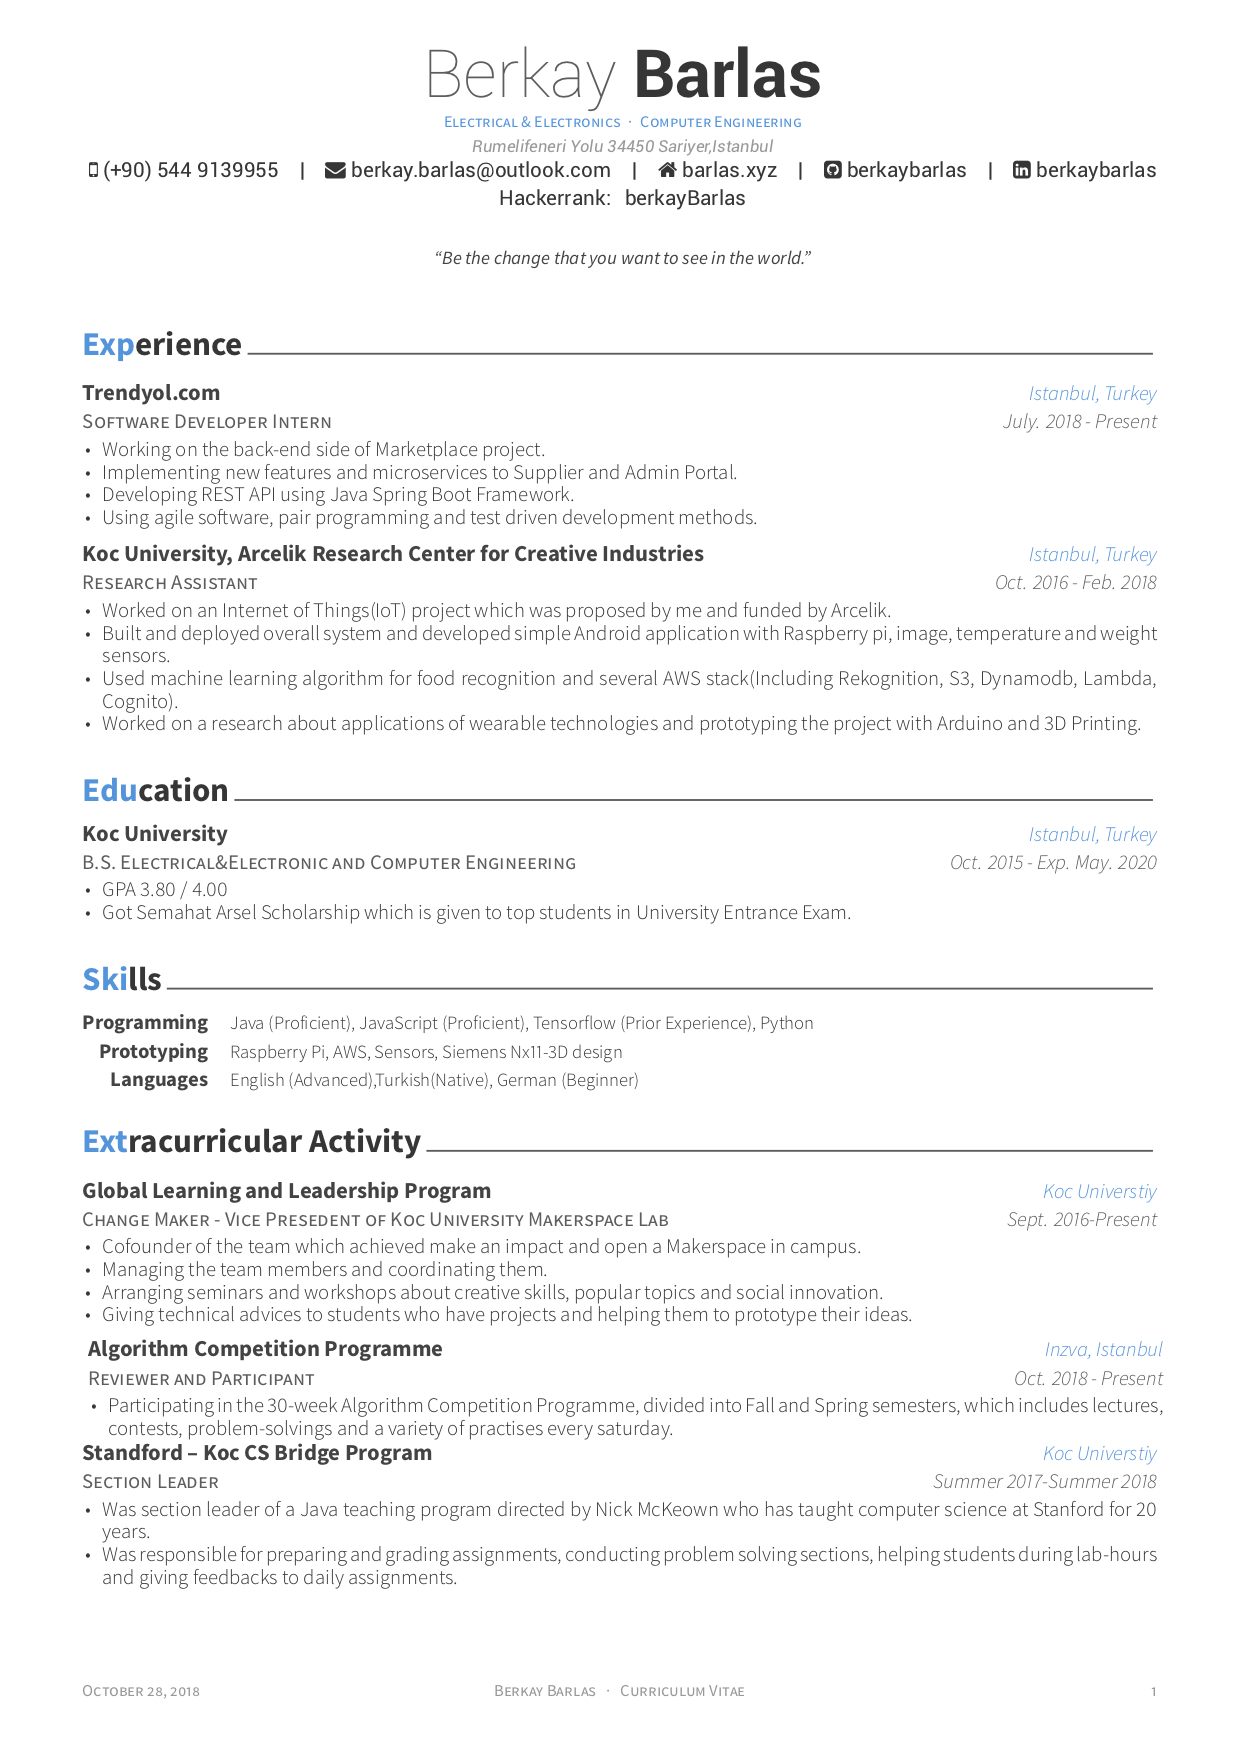 Berkay Barlas
Electrical & Electronics · Computer Engineering
Rumelifeneri Yolu 34450 Sariyer,Istanbul
(+90) 544 9139955 | berkay.barlas@outlook.com | barlas.xyz | berkaybarlas | berkaybarlas
Hackerrank: berkayBarlas
“Be the change that you want to see in the world.”
Experience
Trendyol.com Istanbul, Turkey
Software Developer Intern July. 2018 - Present
• Working on the back-end side of Marketplace project.
• Implementing new features and microservices to Supplier and Admin Portal.
• Developing REST API using Java Spring Boot Framework.
• Using agile software, pair programming and test driven development methods.
Koc University, Arcelik Research Center for Creative Industries Istanbul, Turkey
Research Assistant Oct. 2016 - Feb. 2018
• Worked on an Internet of Things(IoT) project which was proposed by me and funded by Arcelik.
• Built and deployed overall system and developed simple Android application with Raspberry pi, image, temperature and weight
sensors.
• Used machine learning algorithm for food recognition and several AWS stack(Including Rekognition, S3, Dynamodb, Lambda,
Cognito).
• Worked on a research about applications of wearable technologies and prototyping the project with Arduino and 3D Printing.
Education
Koc University Istanbul, Turkey
B.S. Electrical&Electronic and Computer Engineering Oct. 2015 - Exp. May. 2020
• GPA 3.80 / 4.00
• Got Semahat Arsel Scholarship which is given to top students in University Entrance Exam.
Skills
Programming Java (Proficient), JavaScript (Proficient), Tensorflow (Prior Experience), Python
Prototyping Raspberry Pi, AWS, Sensors, Siemens Nx11-3D design
Languages English (Advanced),Turkish(Native), German (Beginner)
Extracurricular Activity
Global Learning and Leadership Program Koc Universtiy
Change Maker - Vice Presedent of Koc University Makerspace Lab Sept. 2016-Present
• Cofounder of the team which achieved make an impact and open a Makerspace in campus.
• Managing the team members and coordinating them.
• Arranging seminars and workshops about creative skills, popular topics and social innovation.
• Giving technical advices to students who have projects and helping them to prototype their ideas.
Algorithm Competition Programme Inzva, Istanbul
Reviewer and Participant Oct. 2018 - Present
• Participating in the 30-week Algorithm Competition Programme, divided into Fall and Spring semesters, which includes lectures,
contests, problem-solvings and a variety of practises every saturday.
Standford – Koc CS Bridge Program Koc Universtiy
Section Leader Summer 2017-Summer 2018
• Was section leader of a Java teaching program directed by Nick McKeown who has taught computer science at Stanford for 20
years.
• Was responsible for preparing and grading assignments, conducting problem solving sections, helping students during lab-hours
and giving feedbacks to daily assignments.
October 28, 2018 Berkay Barlas · Curriculum Vitae 1